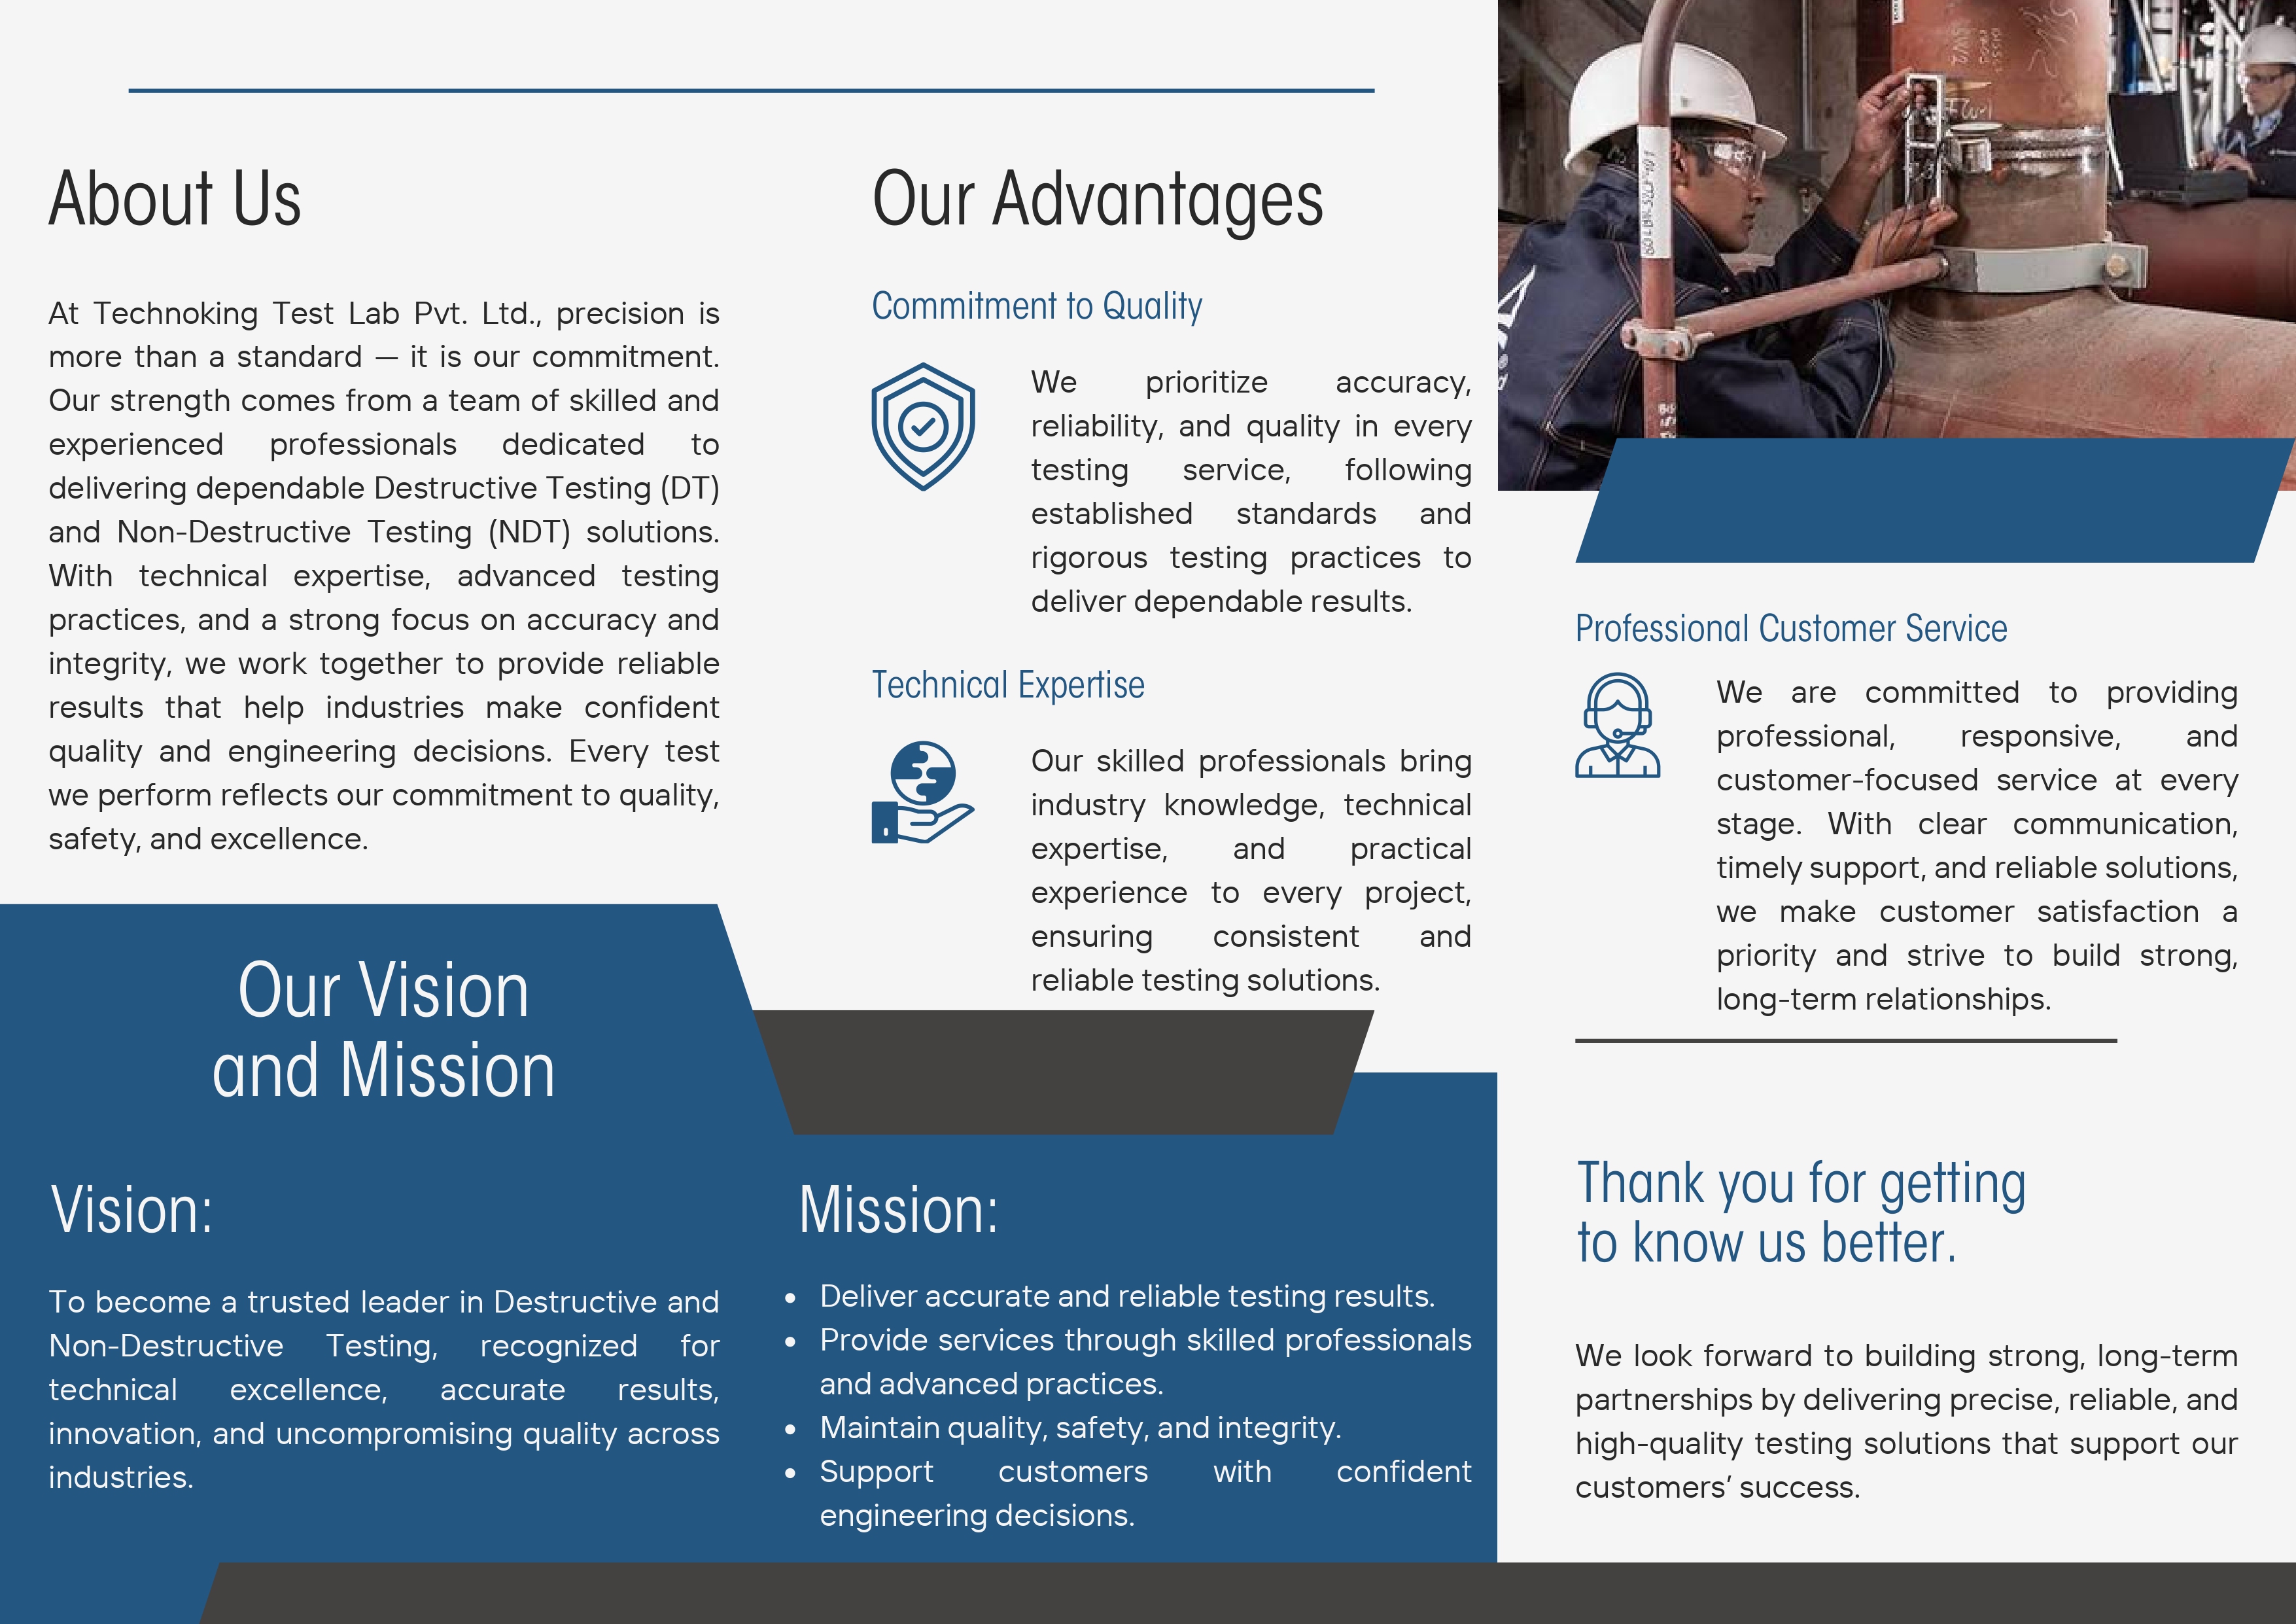 About Us
At Technoking Test Lab Pvt. Ltd., precision is
more than a standard — it is our commitment.
Our strength comes from a team of skilled and
experienced professionals dedicated to
delivering dependable Destructive Testing (DT)
and Non-Destructive Testing (NDT) solutions.
With technical expertise, advanced testing
practices, and a strong focus on accuracy and
integrity, we work together to provide reliable
results that help industries make confident
quality and engineering decisions. Every test
we perform reflects our commitment to quality,
safety, and excellence.
Our Vision
and Mission
Vision:
To become a trusted leader in Destructive and
Non-Destructive Testing, recognized for
technical excellence, accurate results,
innovation, and uncompromising quality across
industries.
Our Advantages
Commitment to Quality
We prioritize accuracy,
reliability, and quality in every
testing service, following
established standards and
rigorous testing practices to
deliver dependable results.
Technical Expertise
Our skilled professionals bring
industry knowledge, technical
expertise, and practical
experience to every project,
ensuring consistent and
reliable testing solutions.
Mission:
• Deliver accurate and reliable testing results.
• Provide services through skilled professionals
and advanced practices.
• Maintain quality, safety, and integrity.
• Support customers with confident
engineering decisions.
Professional Customer Service
We are committed to providing
professional, responsive, and
customer-focused service at every
stage. With clear communication,
timely support, and reliable solutions,
we make customer satisfaction a
priority and strive to build strong,
long-term relationships.
Thank you for getting
to know us better.
We look forward to building strong, long-term
partnerships by delivering precise, reliable, and
high-quality testing solutions that support our
customers’ success.